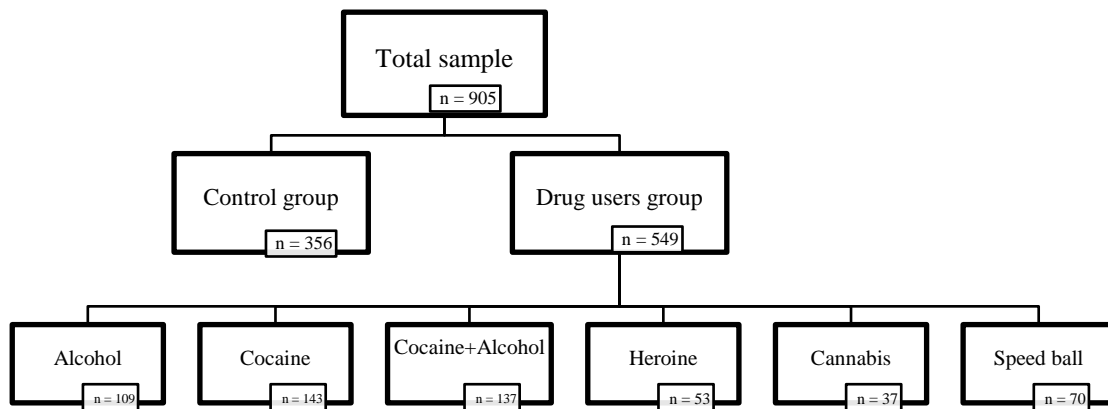 Total sample
n = 905
Control group
n = 356
Drug users group
n = 549
Alcohol
n = 109
Cocaine
n = 143
Cocaine+Alcohol
n = 137
Heroine
n = 53
Cannabis
n = 37
Speed ball
n = 70